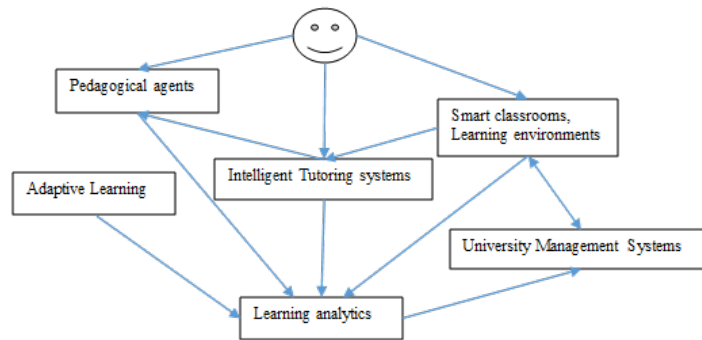 Pedagogical agents
Smart classrooms,
Learning environments
Intelligent Tutoring systems
Adaptive Learning
University Management Systems
Learning analytics